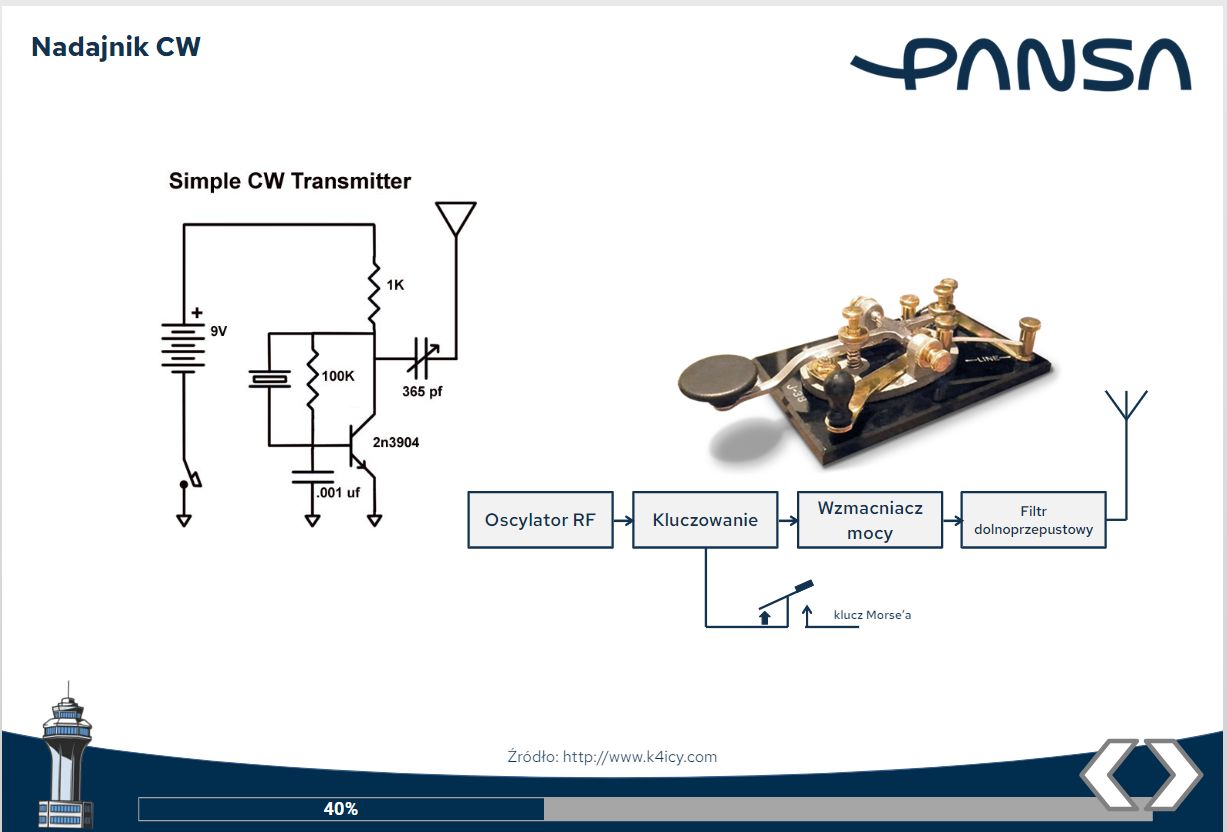 Nadajnik CW
PANSA
Simple CW Transmitter
1K
+
9V
100K
365 pf
2n3904
.001 uf
J-38
LINE
Oscylator RF
Kluczowanie
Wzmacniacz
mocy
Filtr
dolnoprzepustowy
klucz Morse'a
Źródło: http://www.k4icy.com
40%